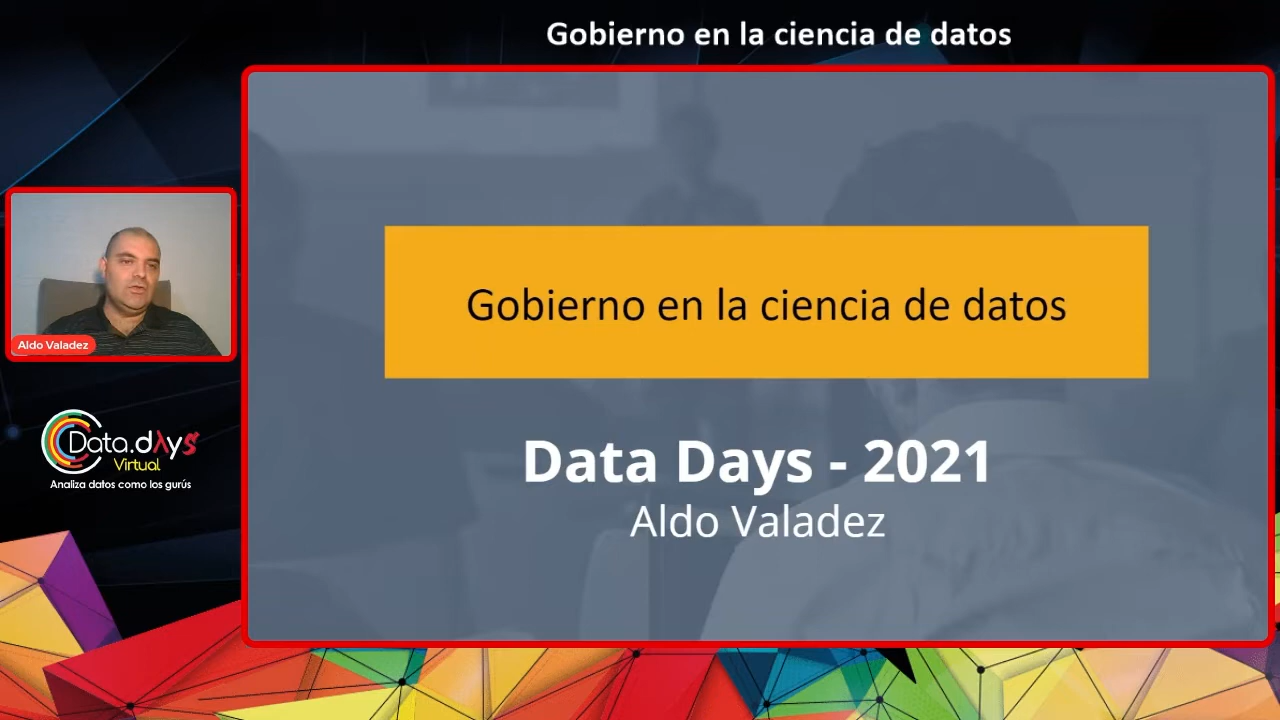 Gobierno en la ciencia de datos
Gobierno en la ciencia de datos
Data Days - 2021
Aldo Valadez
Aldo Valadez
Data.dAys
Virtual
Analiza datos como los gurús